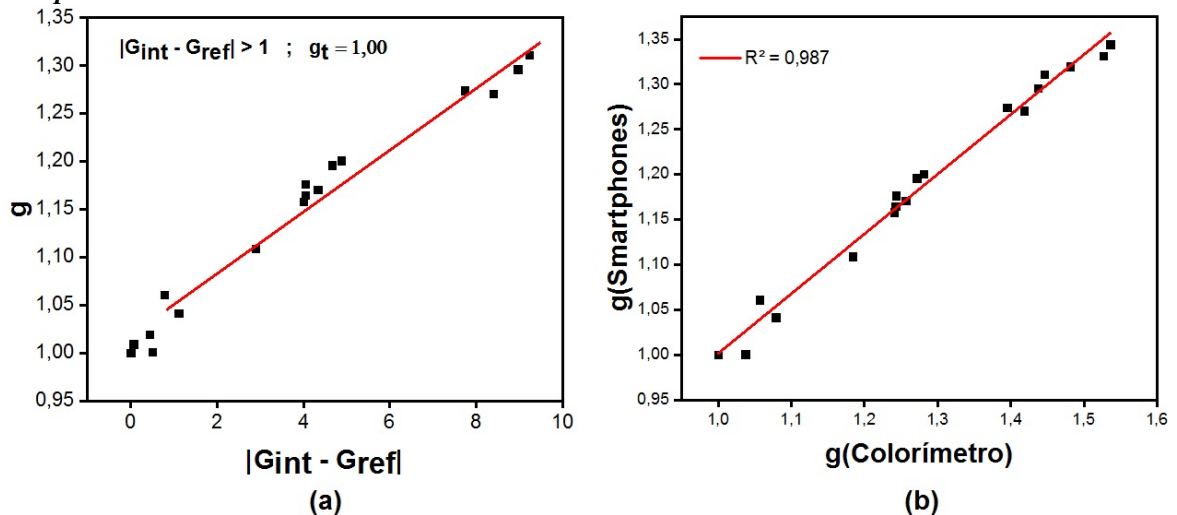 1,35
1,30
1,25
1,20
1,15
1,10
1,05
1,00
0,95
g
|Gint - Gref| > 1 ; gt = 1,00
0 2 4 6 8 10
|Gint - Gref|
(a)
1,35
1,30
1,25
1,20
1,15
1,10
1,05
1,00
0,95
g(Smartphones)
R² = 0,987
1,0 1,1 1,2 1,3 1,4 1,5 1,6
g(Colorímetro)
(b)